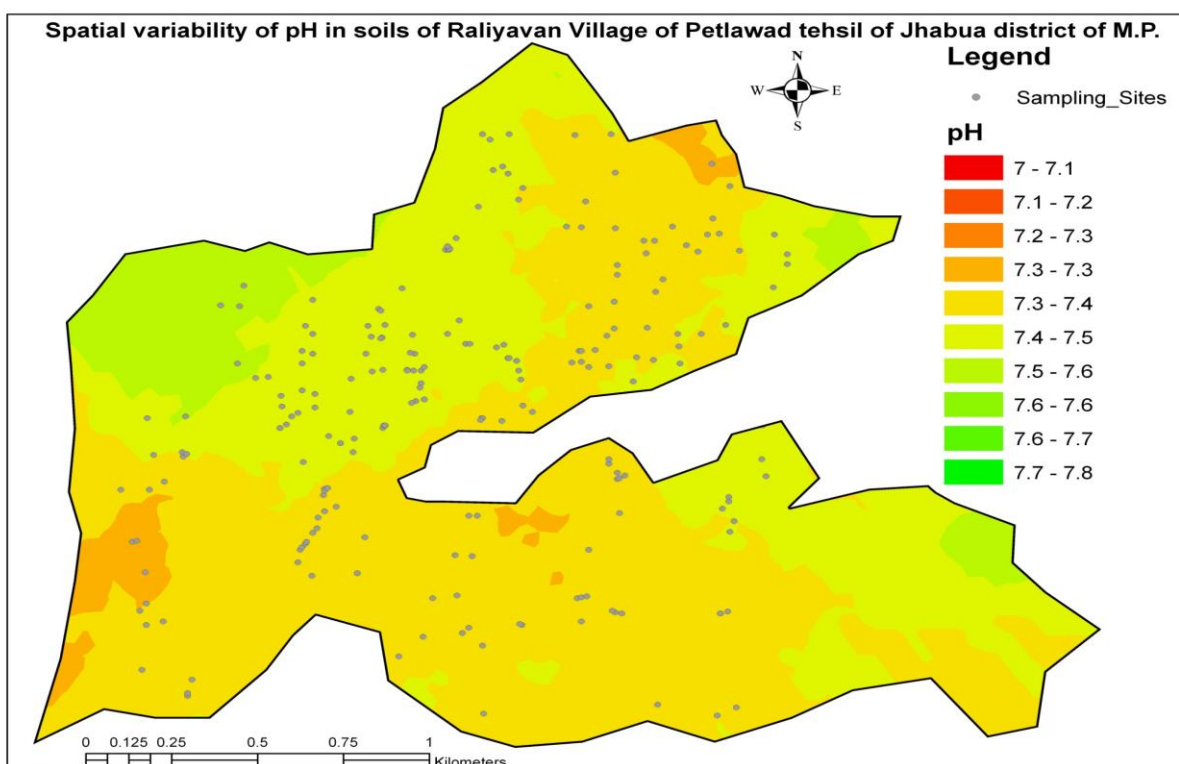 Spatial variability of pH in soils of Raliyavan Village of Petlawad tehsil of Jhabua district of M.P.
Legend
N
W E
S
Sampling_Sites
pH
7 - 7.1
7.1 - 7.2
7.2 - 7.3
7.3 - 7.3
7.3 - 7.4
7.4 - 7.5
7.5 - 7.6
7.6 - 7.6
7.6 - 7.7
7.7 - 7.8
0 0.125 0.25 0.5 0.75 1
Kilometers